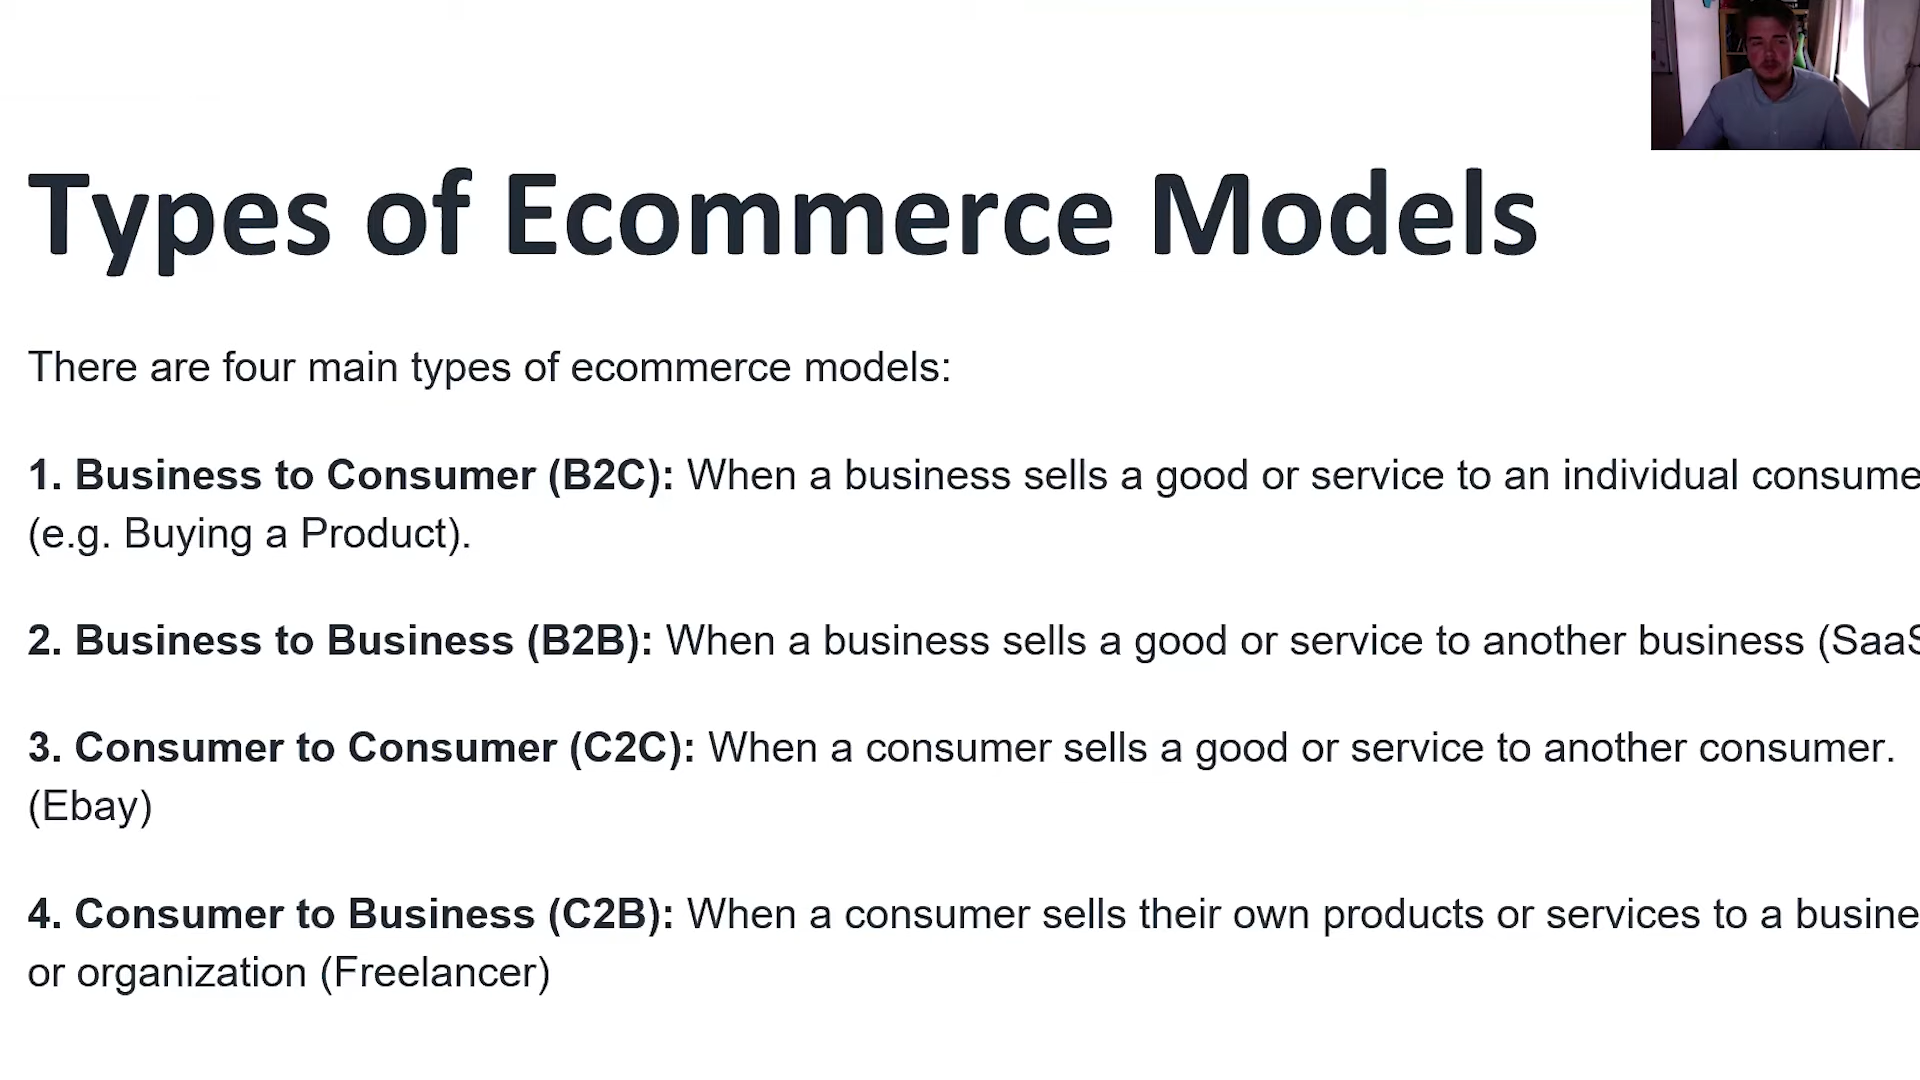 Types of Ecommerce Models
There are four main types of ecommerce models:
1. Business to Consumer (B2C): When a business sells a good or service to an individual consume
(e.g. Buying a Product).
2. Business to Business (B2B): When a business sells a good or service to another business (SaaS
3. Consumer to Consumer (C2C): When a consumer sells a good or service to another consumer.
(Ebay)
4. Consumer to Business (C2B): When a consumer sells their own products or services to a busine
or organization (Freelancer)